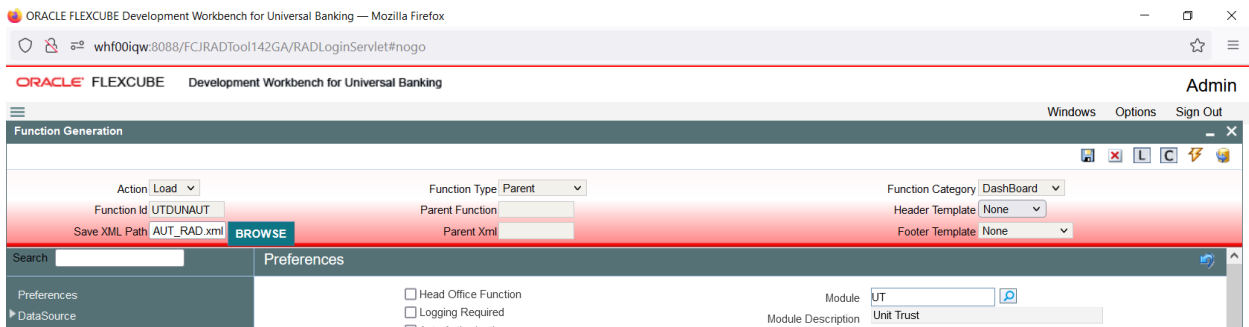 ORACLE FLEXCUBE Development Workbench for Universal Banking — Mozilla Firefox
whf00iqw:8088/FCJRADTool142GA/RADLoginServlet#nogo
ORACLE FLEXCUBE Development Workbench for Universal Banking Admin
Windows Options Sign Out
Function Generation
L C
Action Load Function Type Parent Function Category DashBoard
Function Id UTDUNAUT Parent Function Header Template None
Save XML Path AUT_RAD.xml BROWSE Parent Xml Footer Template None
Search Preferences
Preferences Head Office Function Module UT
DataSource Logging Required Module Description Unit Trust